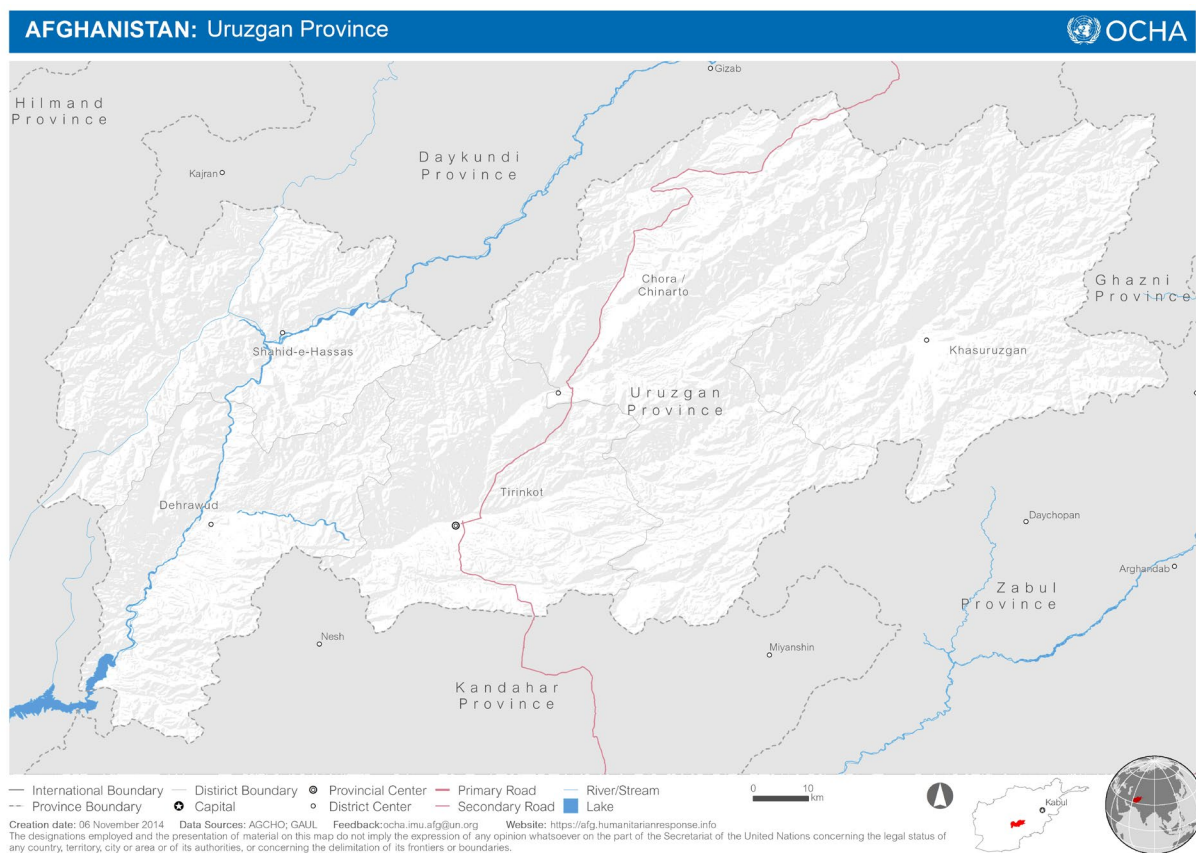 AFGHANISTAN: Uruzgan Province
OCHA
Gizab
Hilmand
Province
Daykundi
Province
Kajran
Chora /
Chinarto
Ghazni
Province
Shahid-e-Hassas
Khasuruzgan
Uruzgan
Province
Tirinkot
Dehrawud
Daychopan
Arghandab
Zabul
Province
Nesh
Miyanshin
Kandahar
Province
International Boundary
District Boundary
Provincial Center
Primary Road
River/Stream
Province Boundary
Capital
District Center
Secondary Road
Lake
0 10
km
Kabul
Creation date: 06 November 2014 Data Sources: AGCHO; GAUL Feedback:ocha.imu.afg@un.org Website: https://afg.humanitarianresponse.info
The designations employed and the presentation of material on this map do not imply the expression of any opinion whatsoever on the part of the Secretariat of the United Nations concerning the legal status of
any country, territory, city or area or of its authorities, or concerning the delimitation of its frontiers or boundaries.